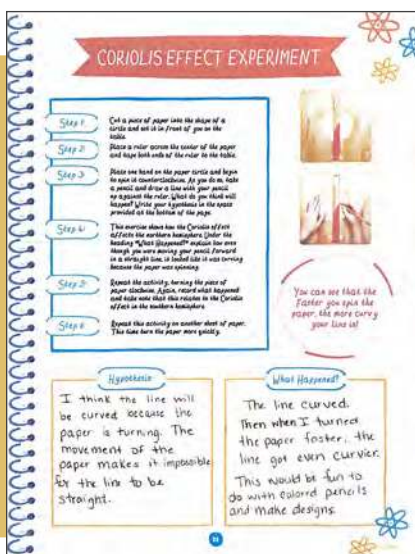 CORIOLIS EFFECT EXPERIMENT
Step 1
Cut a piece of paper into the shape of a
circle and set it in front of you on the
table.
Step 2
Place a ruler across the center of the paper
and tape both ends of the ruler to the table.
Step 3
Place one hand on the paper circle and begin
to spin it counterclockwise. As you do so, take
a pencil and draw a line with your pencil
up against the ruler. What do you think will
happen? Write your hypothesis in the space
provided at the bottom of the page.
Step 4
This exercise shows how the Coriolis effect
effects the northern hemisphere. Under the
heading "What Happened?" explain how even
though you were moving your pencil forward
in a straight line, it looked like it was turning
because the paper was spinning.
Step 5
Repeat the activity, turning the piece of
paper clockwise. Again, record what happened
and take note that this relates to the Coriolis
effect in the southern hemisphere.
Step 6
Repeat this activity on another sheet of paper.
This time turn the paper more quickly.
You can see that the
faster you spin the
paper, the more curvy
your line is!
Hypothesis
I think the line will
be curved because the
paper is turning. The
movement of the
paper makes it impossible
for the line to be
straight.
What Happened?
The line curved.
Then when I turned
the paper faster, the
line got even curvier.
This would be fun to
do with colored pencils
and make designs.